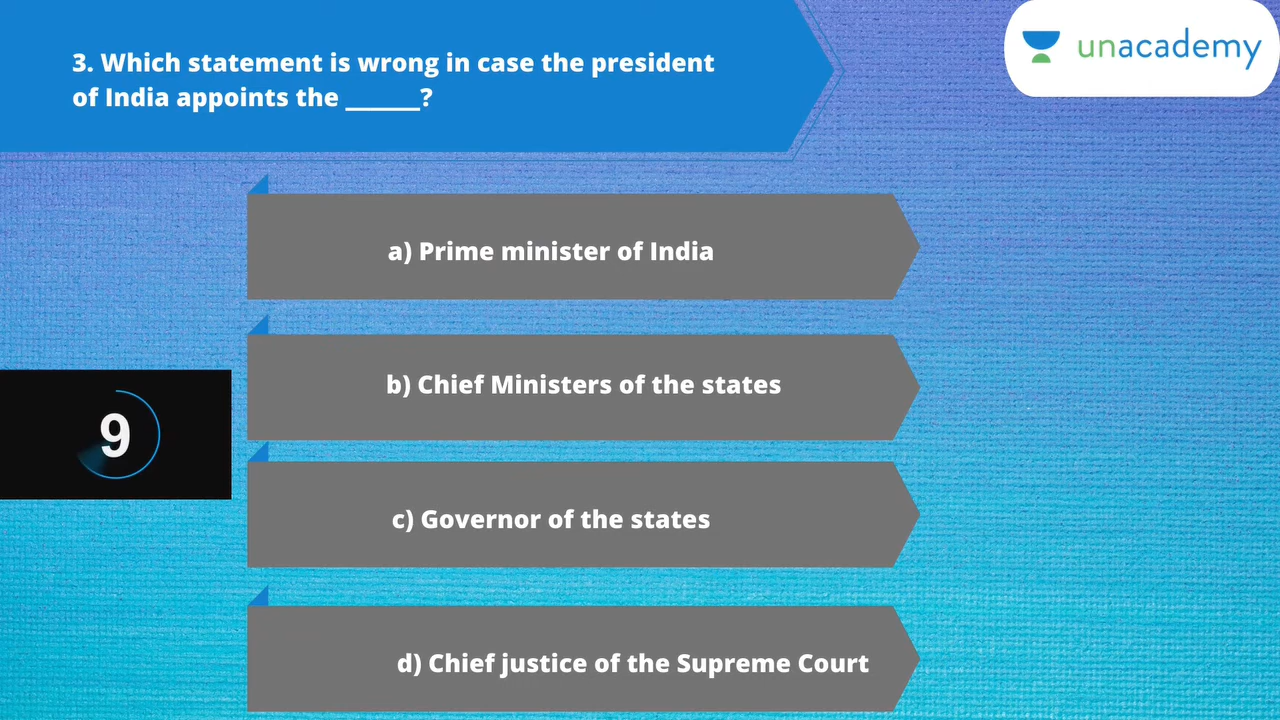 3. Which statement is wrong in case the president
of India appoints the ______?
unacademy
a) Prime minister of India
b) Chief Ministers of the states
9
c) Governor of the states
d) Chief justice of the Supreme Court